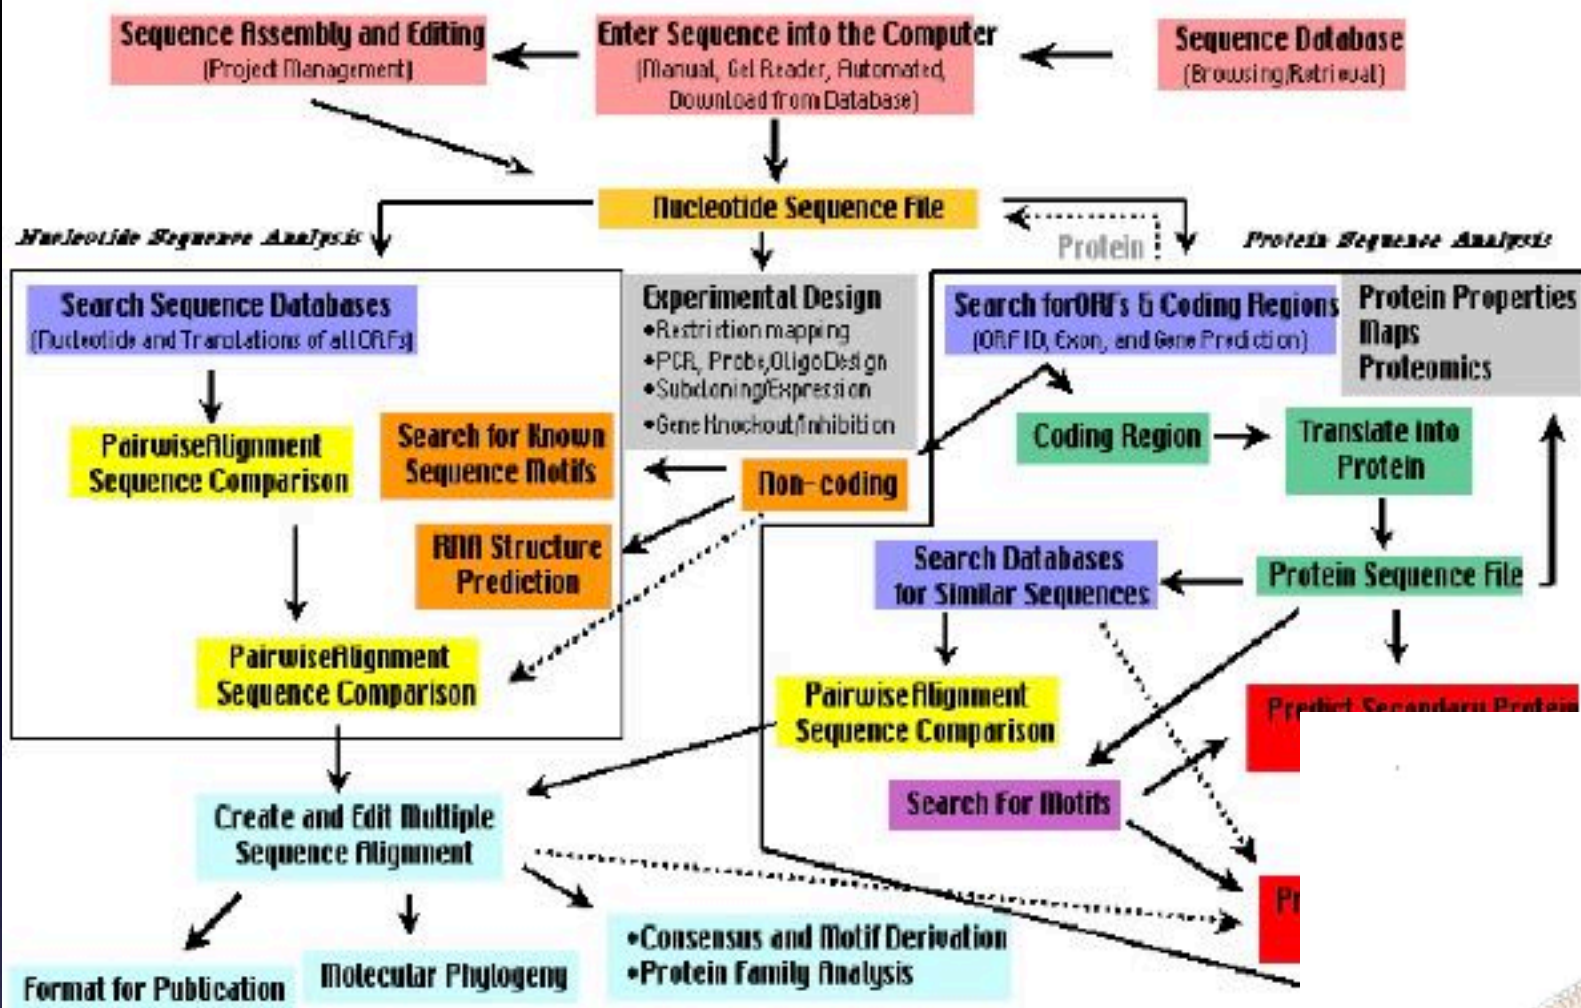 Sequence Assembly and Editing
(Project Management)
Enter Sequence into the Computer
(Manual, Gel Reader, Automated,
Download from Database)
Sequence Database
(Browsing/Retrieval)
Nucleotide Sequence File
Nucleotide Sequence Analysis
Protein
Protein Sequence Analysis
Search Sequence Databases
(Nucleotide and Translations of all ORFs)
Experimental Design
•Restriction mapping
•PCR, Probe,Oligo Design
•Subcloning/Expression
•Gene Knockout/Inhibition
Search for ORFs & Coding Regions
(ORF ID, Exon, and Gene Prediction)
Protein Properties
Maps
Proteomics
Pairwise Alignment
Sequence Comparison
Search for Known
Sequence Motifs
Non-coding
Coding Region
Translate into
Protein
RNA Structure
Prediction
Search Databases
for Similar Sequences
Protein Sequence File
Pairwise Alignment
Sequence Comparison
Pairwise Alignment
Sequence Comparison
Predict Secondary Protein
Search For Motifs
Create and Edit Multiple
Sequence Alignment
Pr
•Consensus and Motif Derivation
•Protein Family Analysis
Molecular Phylogeny
Format for Publication